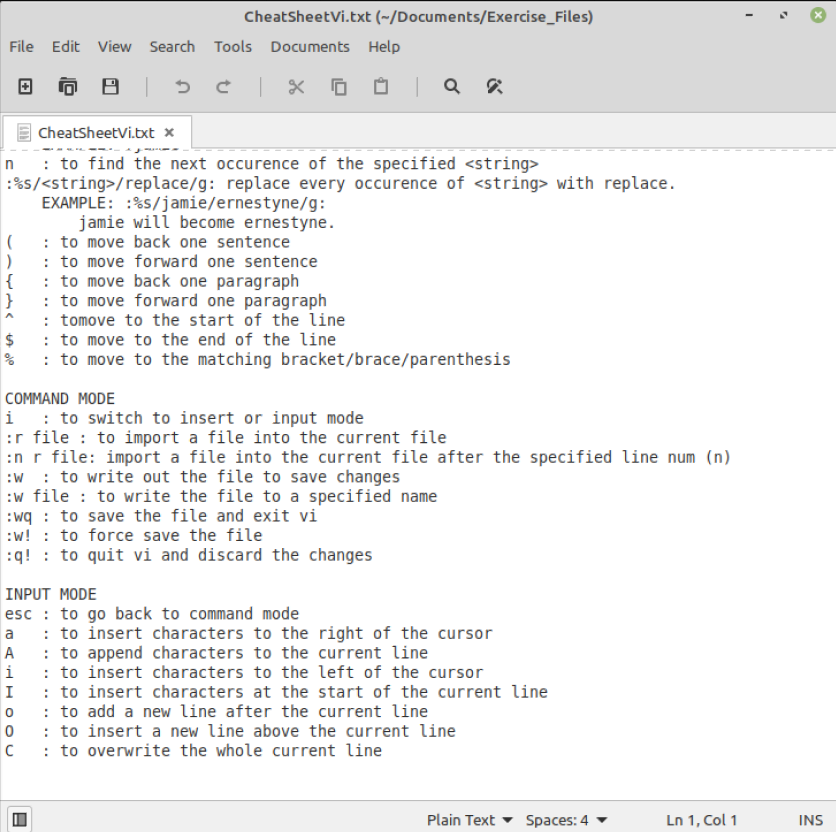 CheatSheetVi.txt (~/Documents/Exercise_Files)
File Edit View Search Tools Documents Help
CheatSheetVi.txt
n   : to find the next occurence of the specified <string>
:%s/<string>/replace/g: replace every occurence of <string> with replace.
    EXAMPLE: :%s/jamie/ernestyne/g:
        jamie will become ernestyne.
(   : to move back one sentence
)   : to move forward one sentence
{   : to move back one paragraph
}   : to move forward one paragraph
^   : tomove to the start of the line
$   : to move to the end of the line
%   : to move to the matching bracket/brace/parenthesis

COMMAND MODE
i   : to switch to insert or input mode
:r file : to import a file into the current file
:n r file: import a file into the current file after the specified line num (n)
:w  : to write out the file to save changes
:w file : to write the file to a specified name
:wq : to save the file and exit vi
:w! : to force save the file
:q! : to quit vi and discard the changes

INPUT MODE
esc : to go back to command mode
a   : to insert characters to the right of the cursor
A   : to append characters to the current line
i   : to insert characters to the left of the cursor
I   : to insert characters at the start of the current line
o   : to add a new line after the current line
O   : to insert a new line above the current line
C   : to overwrite the whole current line
Plain Text Spaces: 4 Ln 1, Col 1 INS